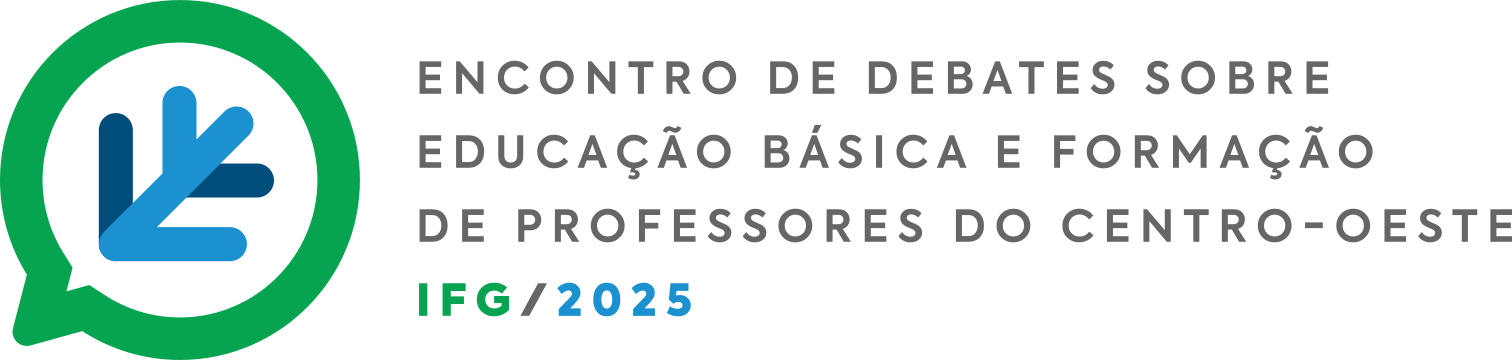 ENCONTRO DE DEBATES SOBRE
EDUCAÇÃO BÁSICA E FORMAÇÃO
DE PROFESSORES DO CENTRO-OESTE
IFG/2025